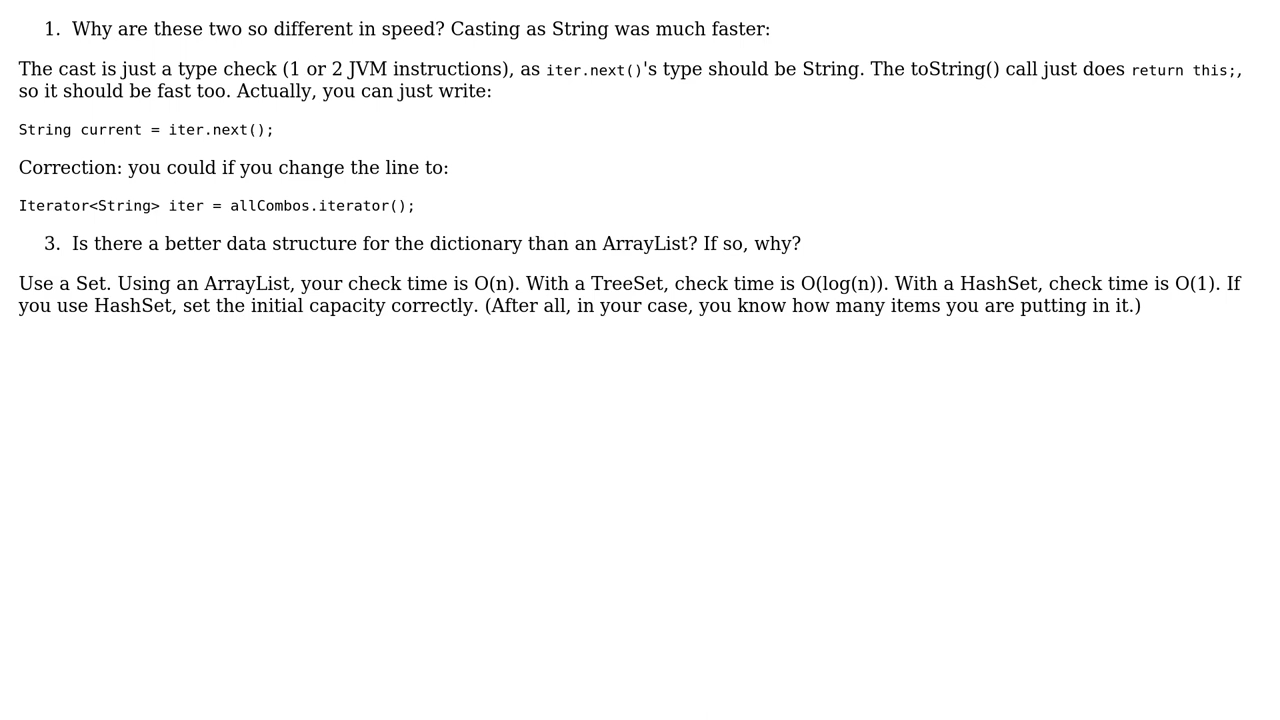 1. Why are these two so different in speed? Casting as String was much faster:
The cast is just a type check (1 or 2 JVM instructions), as iter.next()'s type should be String. The toString() call just does return this;,
so it should be fast too. Actually, you can just write:
String current = iter.next();
Correction: you could if you change the line to:
Iterator<String> iter = allCombos.iterator();
3. Is there a better data structure for the dictionary than an ArrayList? If so, why?
Use a Set. Using an ArrayList, your check time is O(n). With a TreeSet, check time is O(log(n)). With a HashSet, check time is O(1). If
you use HashSet, set the initial capacity correctly. (After all, in your case, you know how many items you are putting in it.)